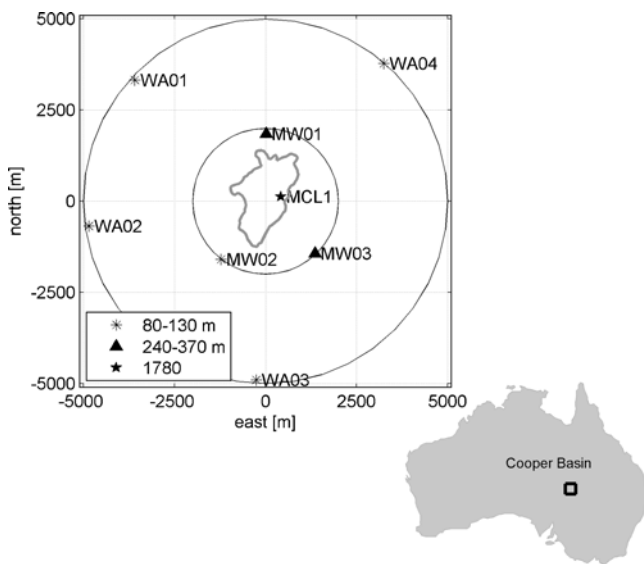 5000
WA04
WA01
2500
MW01
north [m]
0
MCL1
WA02
MW02
MW03
-2500
80-130 m
240-370 m
1780
WA03
-5000
-5000
-2500
0
2500
5000
east [m]
Cooper Basin